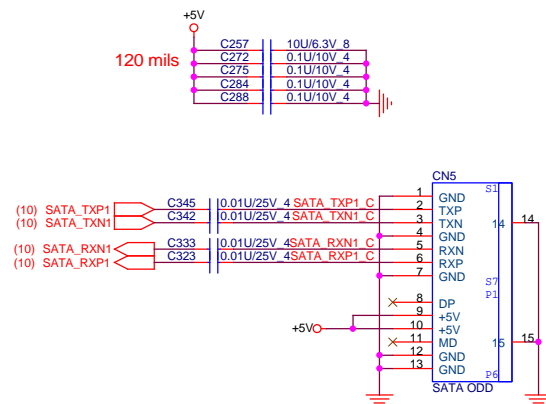 +5V
120 mils
C257 10U/6.3V_8
C272 0.1U/10V_4
C275 0.1U/10V_4
C284 0.1U/10V_4
C288 0.1U/10V_4
CN5
(10) SATA_TXP1 C345 0.01U/25V_4 SATA_TXP1_C
(10) SATA_TXN1 C342 0.01U/25V_4 SATA_TXN1_C
(10) SATA_RXN1 C333 0.01U/25V_4 SATA_RXN1_C
(10) SATA_RXP1 C323 0.01U/25V_4 SATA_RXP1_C
S1
1 GND
2 TXP
3 TXN
4 GND
5 RXN
6 RXP
7 GND
S7
P1
8 DP
9 +5V
+5V
10 +5V
11 MD
12 GND
13 GND
P6
14 14
15 15
SATA ODD